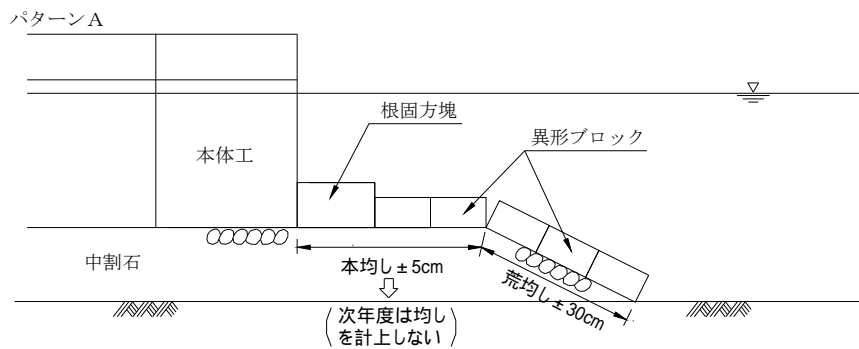 パターンA
根固方塊
異形ブロック
本体工
中割石
本均し±5cm
荒均し±30cm
(次年度は均し
を計上しない)